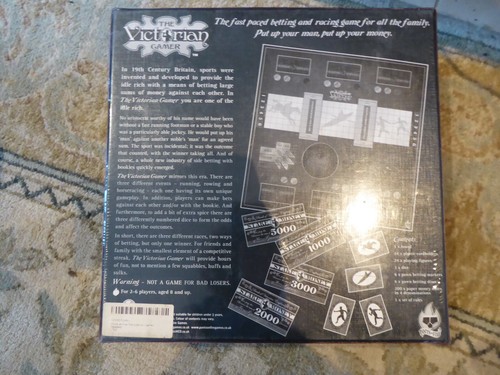 THE
Victorian
GAMER
The fast paced betting and racing game for all the family.
Put up your man, put up your money.
In 19th Century Britain, sports were
invented and developed to provide the
idle rich with a means of betting large
sums of money against each other. In
The Victorian Gamer you are one of the
idle rich.
No aristocrat worthy of his name would have been
without a fast running footman or a stable boy who
was a particularly able jockey. He would put up his
'man' against another noble's 'man' for an agreed
sum. The sport was incidental; it was the outcome
that counted, with the winner taking all. And of
course, a whole new industry of side betting with
bookies quickly emerged.
The Victorian Gamer mirrors this era. There are
three different events - running, rowing and
horseracing - each one having its own unique
gameplay. In addition, players can make bets
against each other and/or with the bookie. And
Furthermore, to add a bit of extra spice there are
three differently numbered dice to form the odds
and affect the outcomes.
In short, there are three different races, two ways
of betting, but only one winner. For friends and
family with the smallest element of a competitive
streak. The Victorian Gamer will provide hours
of fun, not to mention a few squabbles, huffs and
sulks.
Warning - NOT A GAME FOR BAD LOSERS.
For 3-6 players, aged 8 and up.
MONEY
5000
1000
3000
2000
Contents: